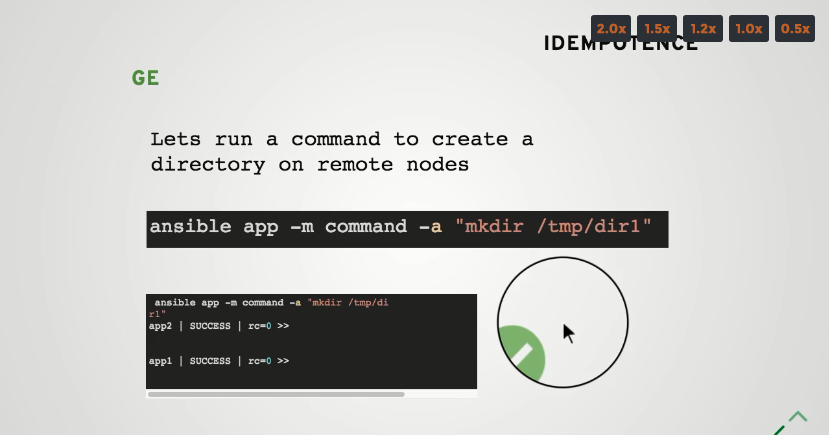 2.0x 1.5x 1.2x 1.0x 0.5x
IDEMPOTENCE
GE
Lets run a command to create a
directory on remote nodes
ansible app -m command -a "mkdir /tmp/dir1"
ansible app -m command -a "mkdir /tmp/di
r1"
app2 | SUCCESS | rc=0 >>
app1 | SUCCESS | rc=0 >>